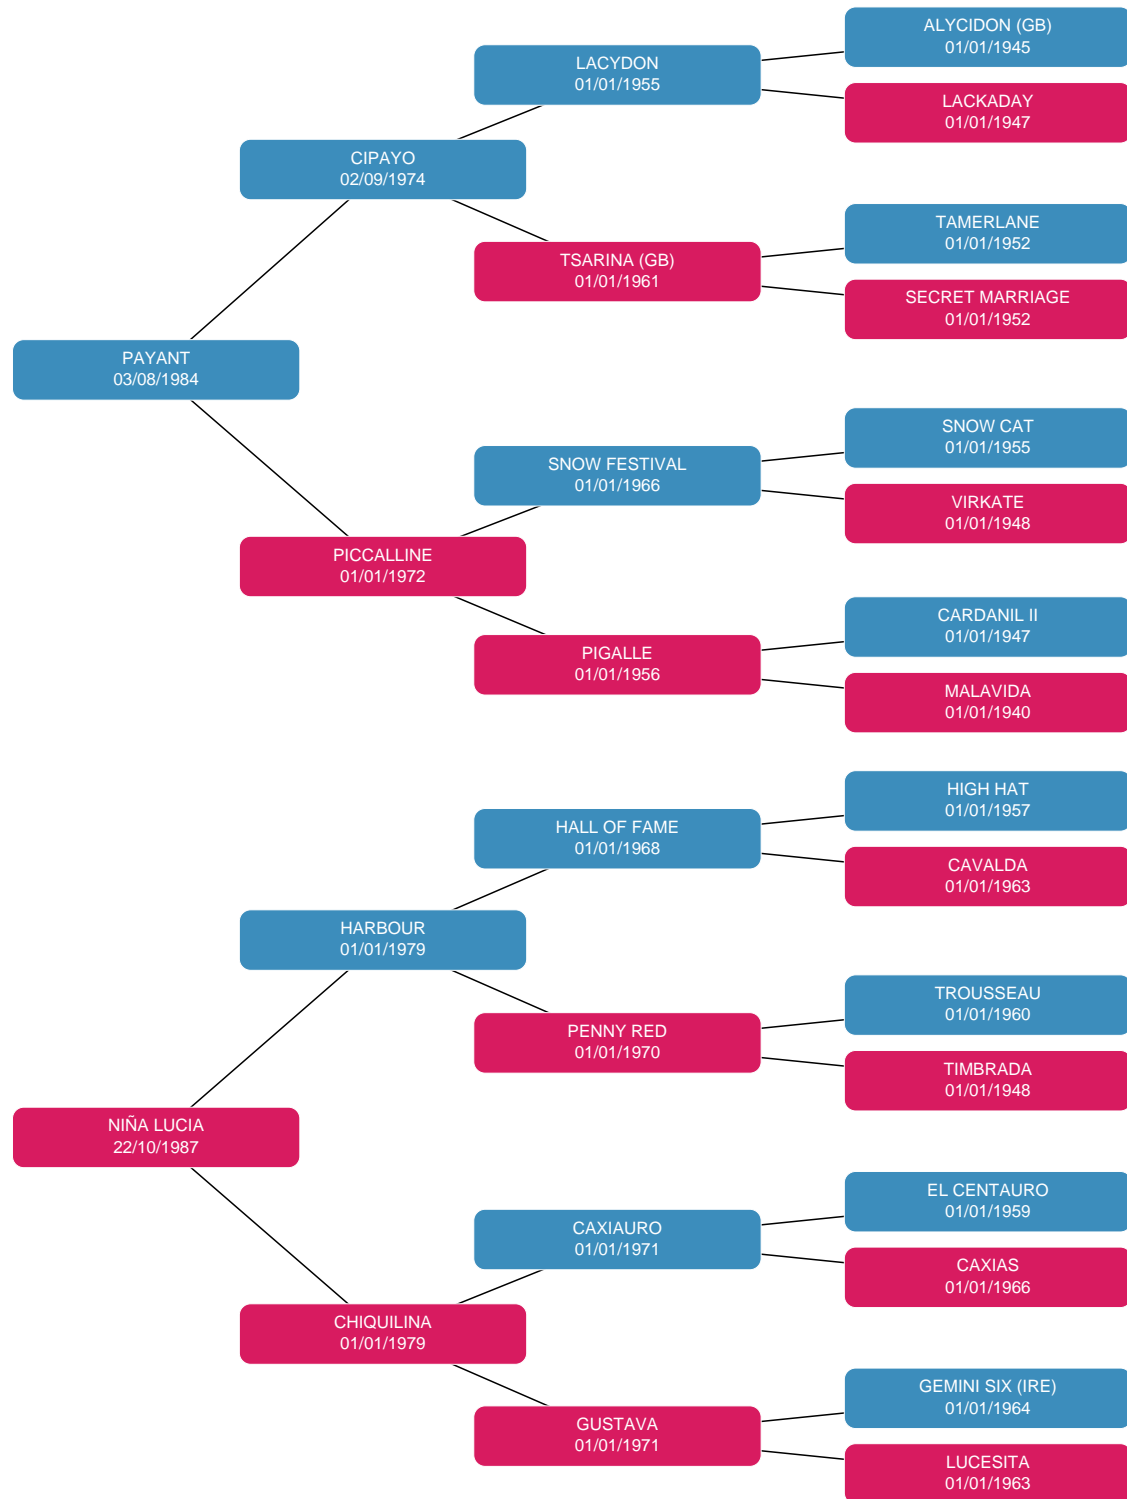 ALYCIDON (GB)
01/01/1945
LACYDON
01/01/1955
LACKADAY
01/01/1947
CIPAYO
02/09/1974
TAMERLANE
01/01/1952
TSARINA (GB)
01/01/1961
SECRET MARRIAGE
01/01/1952
PAYANT
03/08/1984
SNOW CAT
01/01/1955
SNOW FESTIVAL
01/01/1966
VIRKATE
01/01/1948
PICCALLINE
01/01/1972
CARDANIL II
01/01/1947
PIGALLE
01/01/1956
MALAVIDA
01/01/1940
HIGH HAT
01/01/1957
HALL OF FAME
01/01/1968
CAVALDA
01/01/1963
HARBOUR
01/01/1979
TROUSSEAU
01/01/1960
PENNY RED
01/01/1970
TIMBRADA
01/01/1948
NIÑA LUCIA
22/10/1987
EL CENTAURO
01/01/1959
CAXIAURO
01/01/1971
CAXIAS
01/01/1966
CHIQUILINA
01/01/1979
GEMINI SIX (IRE)
01/01/1964
GUSTAVA
01/01/1971
LUCESITA
01/01/1963